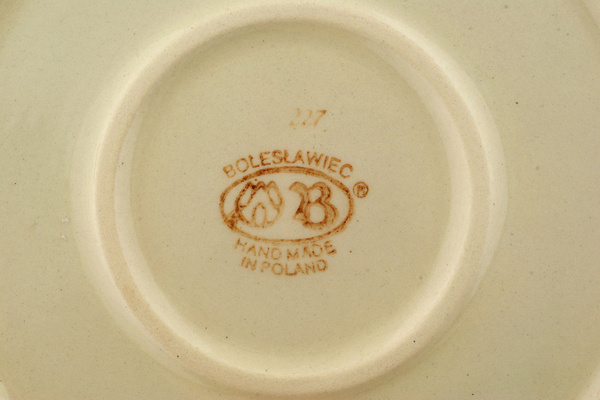 227
BOLESŁAWIEC
B
®
HAND MADE
IN POLAND